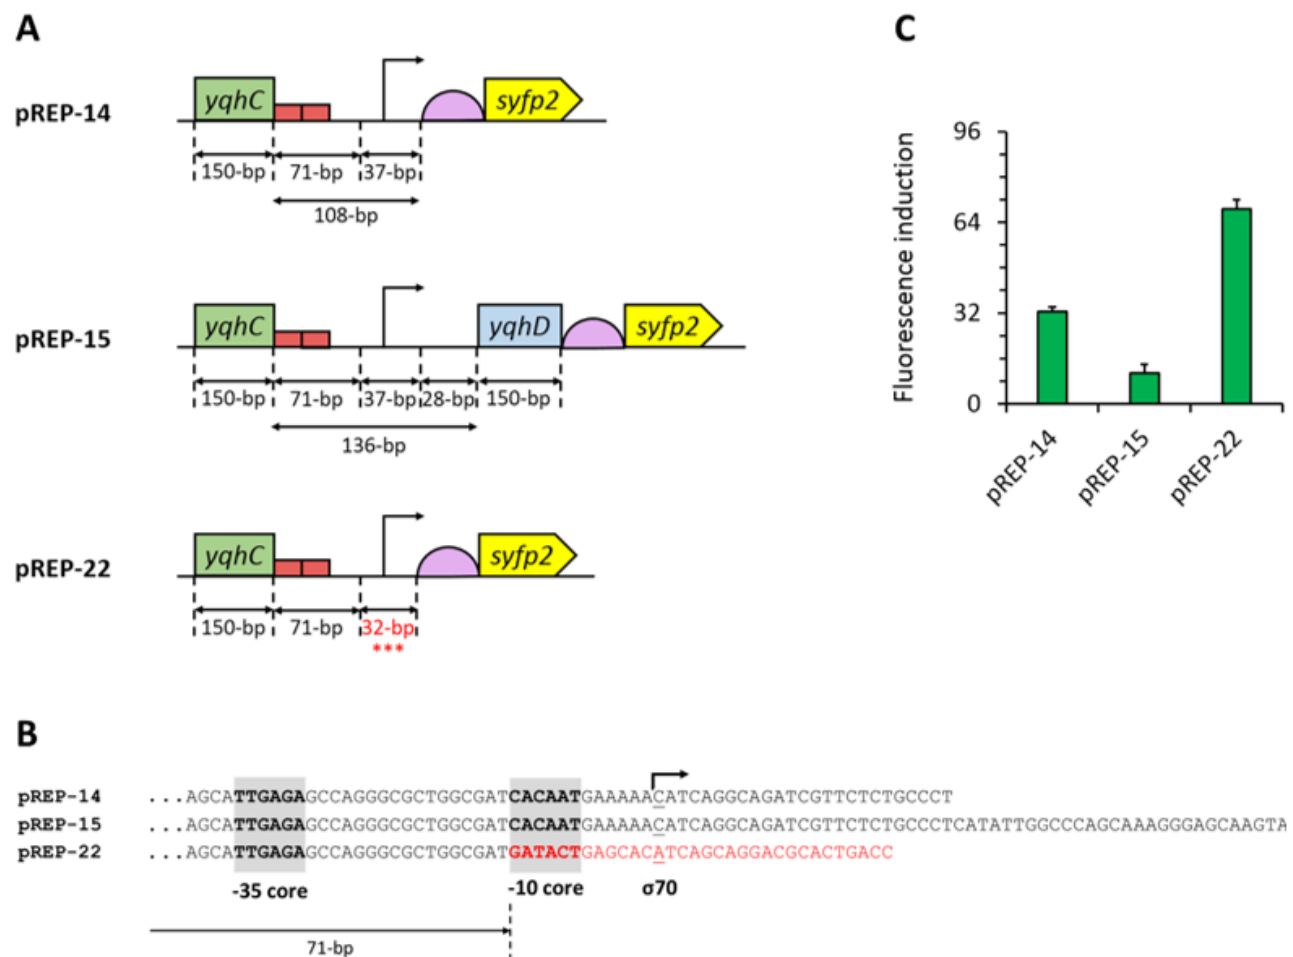 A
pREP-14
yqhC
syfp2
150-bp
71-bp
37-bp
108-bp
pREP-15
yqhC
yqhD
syfp2
150-bp
71-bp
37-bp
28-bp
150-bp
136-bp
pREP-22
yqhC
syfp2
150-bp
71-bp
32-bp
***
C
Fluorescence induction
96
64
32
0
pREP-14
pREP-15
pREP-22
B
pREP-14 ...AGCATTGAGAGCCAGGGCGCTGGCGATCACAATGAAAAACATCAGGCAGATCGTTCTCTGCCCT
pREP-15 ...AGCATTGAGAGCCAGGGCGCTGGCGATCACAATGAAAAACATCAGGCAGATCGTTCTCTGCCCTCATATTGGCCCAGCAAAGGGAGCAAGTA
pREP-22 ...AGCATTGAGAGCCAGGGCGCTGGCGATGATACTGAGCACATCAGCAGGACGCACTGACC
-35 core -10 core σ70
71-bp